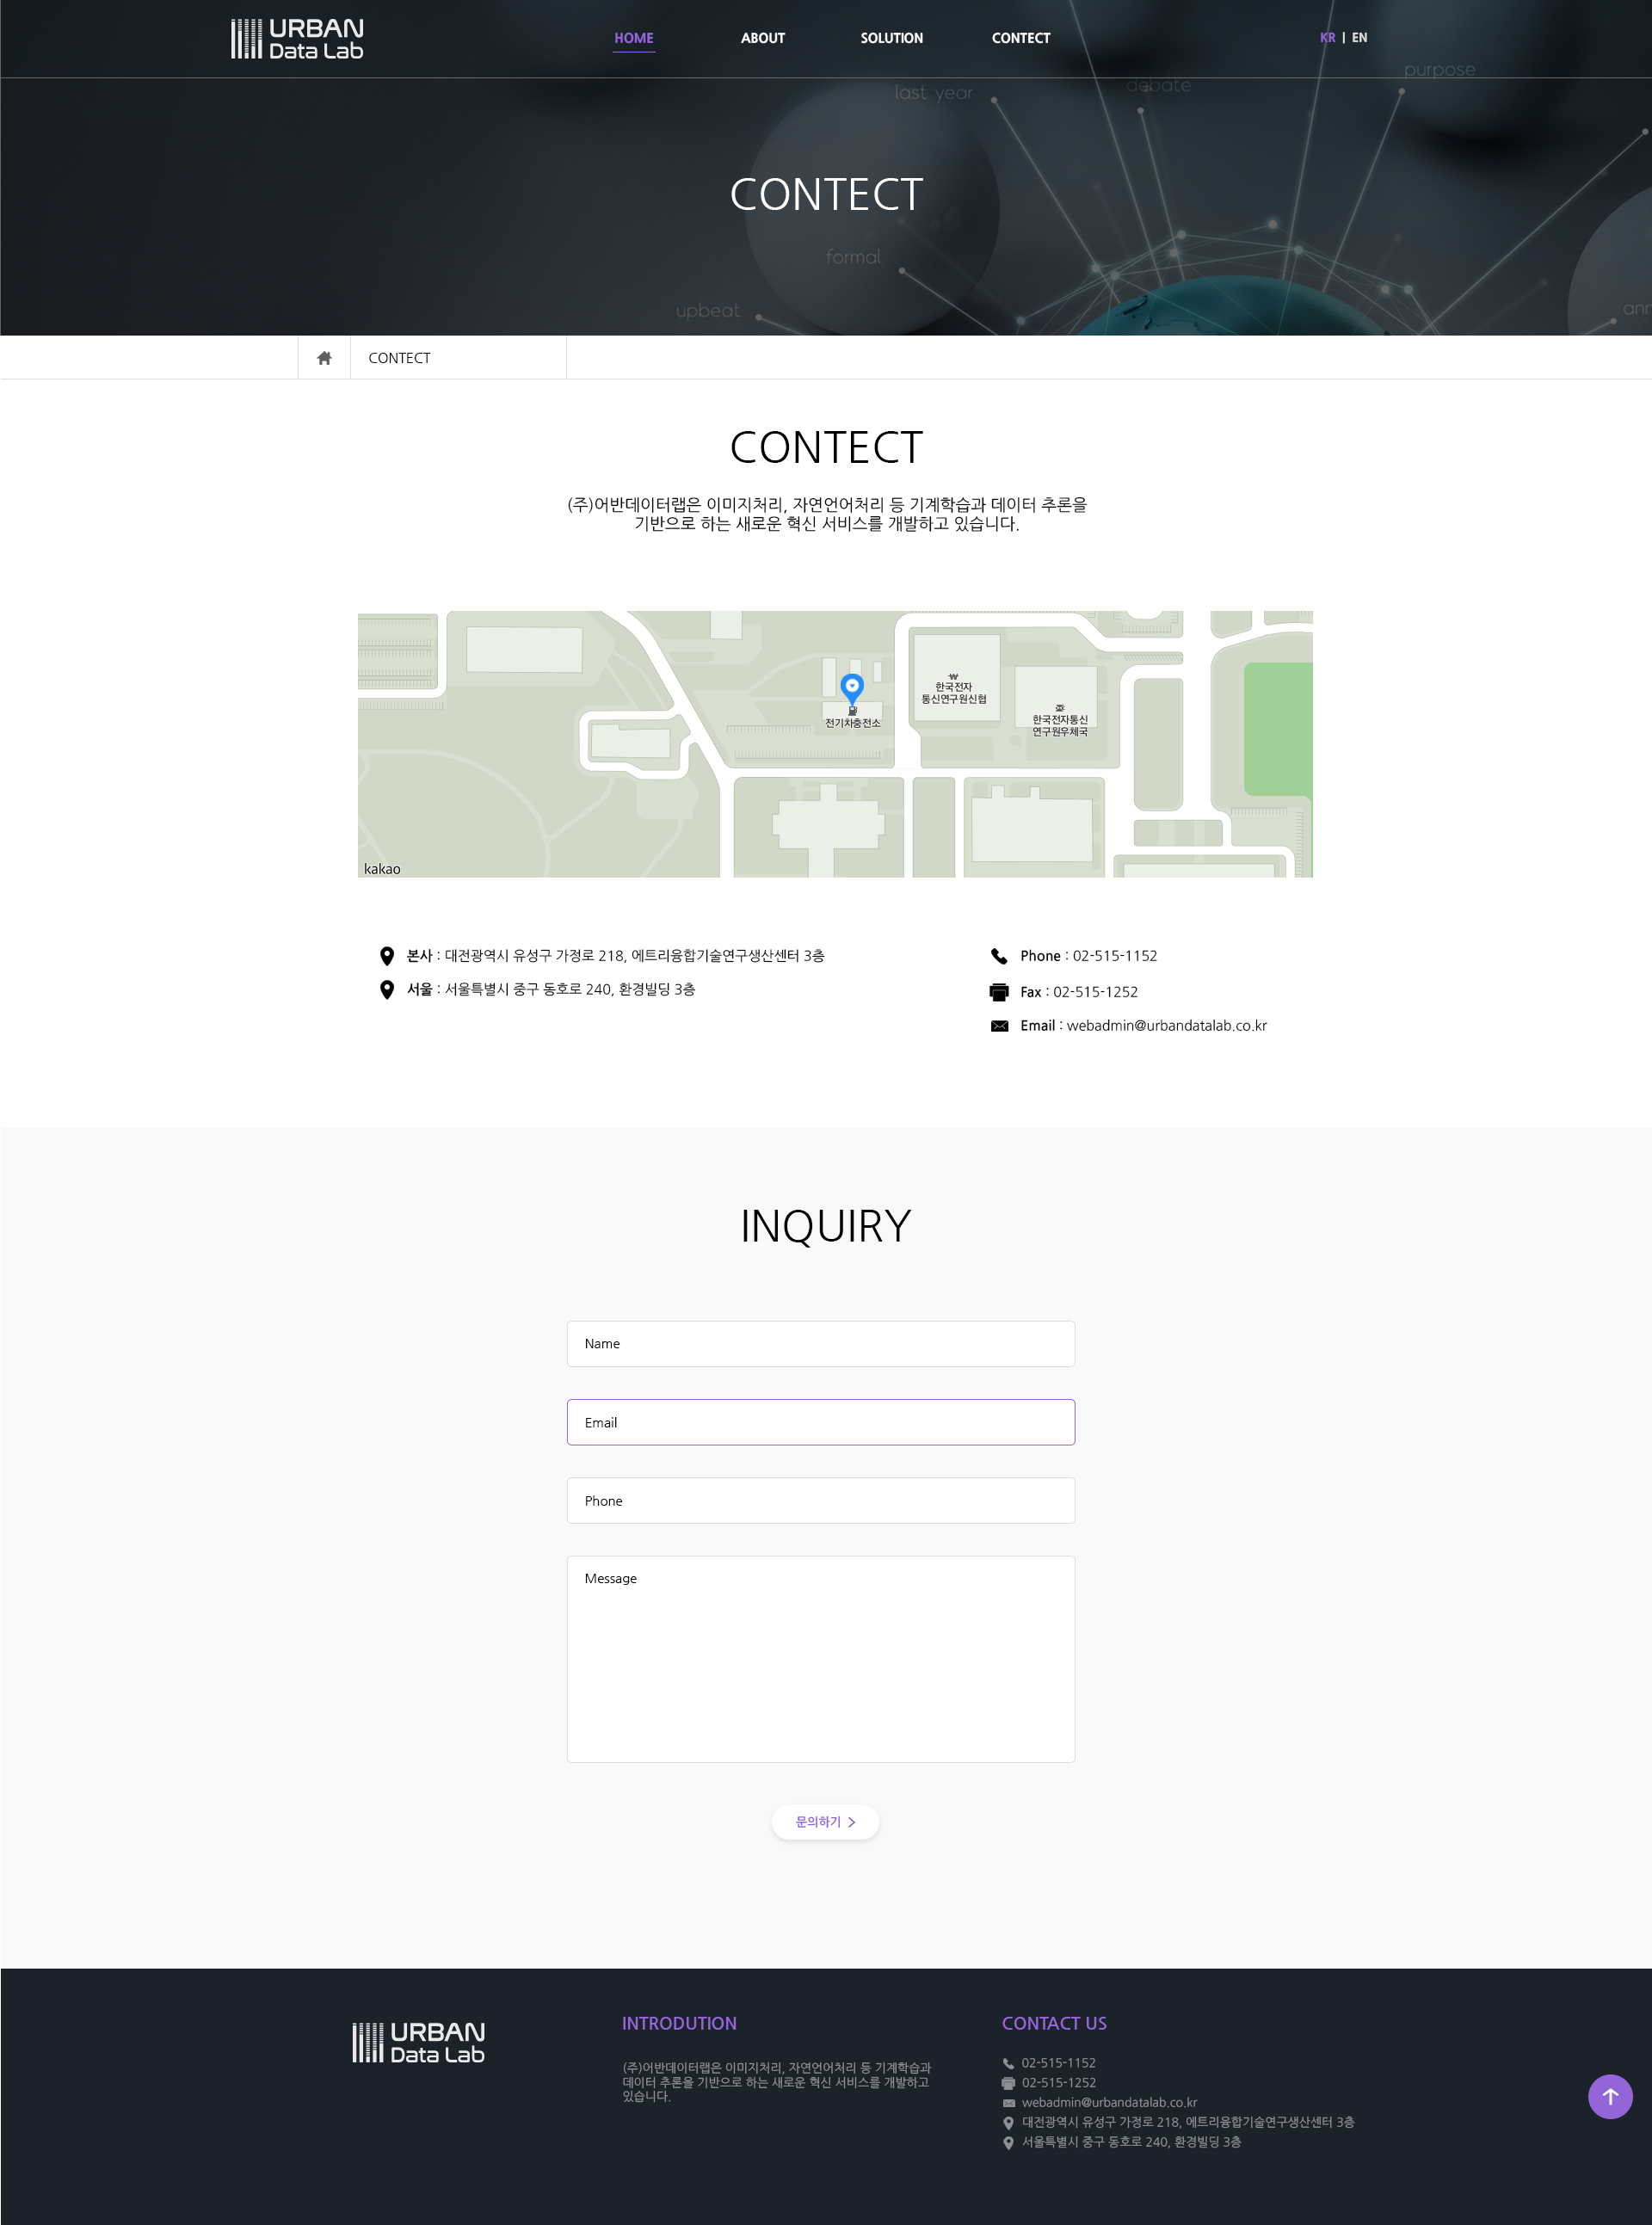 URBAN
Data Lab
HOME
ABOUT
SOLUTION
CONTECT
KR | EN
purpose
debate
last year
CONTECT
formal
upbeat
ann
CONTECT
CONTECT
(주)어반데이터랩은 이미지처리, 자연언어처리 등 기계학습과 데이터 추론을
기반으로 하는 새로운 혁신 서비스를 개발하고 있습니다.
한국전자
통신연구원신협
전기차충전소
한국전자통신
연구원우체국
kakao
본사 : 대전광역시 유성구 가정로 218, 에트리융합기술연구생산센터 3층
서울 : 서울특별시 중구 동호로 240, 환경빌딩 3층
Phone : 02-515-1152
Fax : 02-515-1252
Email : webadmin@urbandatalab.co.kr
INQUIRY
Name
Email
Phone
Message
문의하기
URBAN
Data Lab
INTRODUTION
(주)어반데이터랩은 이미지처리, 자연언어처리 등 기계학습과
데이터 추론을 기반으로 하는 새로운 혁신 서비스를 개발하고
있습니다.
CONTACT US
02-515-1152
02-515-1252
webadmin@urbandatalab.co.kr
대전광역시 유성구 가정로 218, 에트리융합기술연구생산센터 3층
서울특별시 중구 동호로 240, 환경빌딩 3층